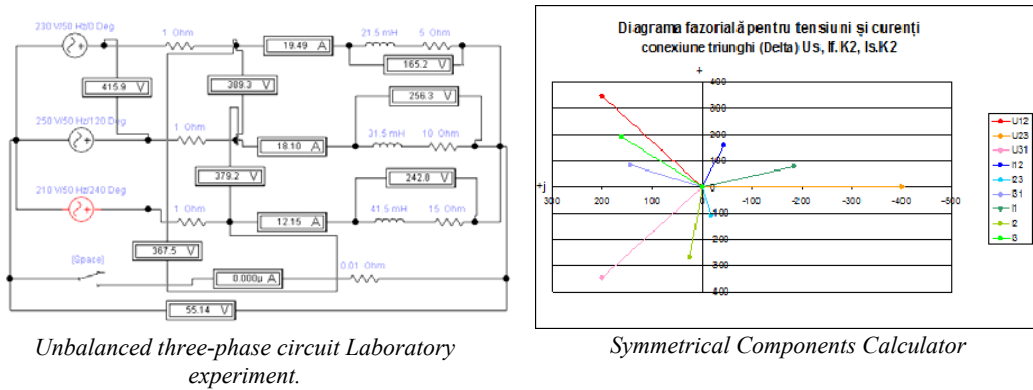 230 V/50 Hz/0 Deg
1 Ohm
19.49 A
21.5 mH
5 Ohm
165.2 V
415.9 V
389.3 V
256.3 V
250 V/50 Hz/120 Deg
1 Ohm
18.10 A
31.5 mH
10 Ohm
379.2 V
242.0 V
210 V/50 Hz/240 Deg
1 Ohm
12.15 A
41.5 mH
15 Ohm
367.5 V
[Space]
0.000µ A
0.01 Ohm
55.14 V
Unbalanced three-phase circuit Laboratory
experiment.
Diagrama fazorială pentru tensiuni și curenți
conexiune triunghi (Delta) Us, If.K2, Is.K2
+
400
300
200
100
0
100
200
300
400
+j
300
200
100
0
-100
-200
-300
-400
-500
U12
U23
U31
I12
I23
I31
I1
I2
I3
Symmetrical Components Calculator